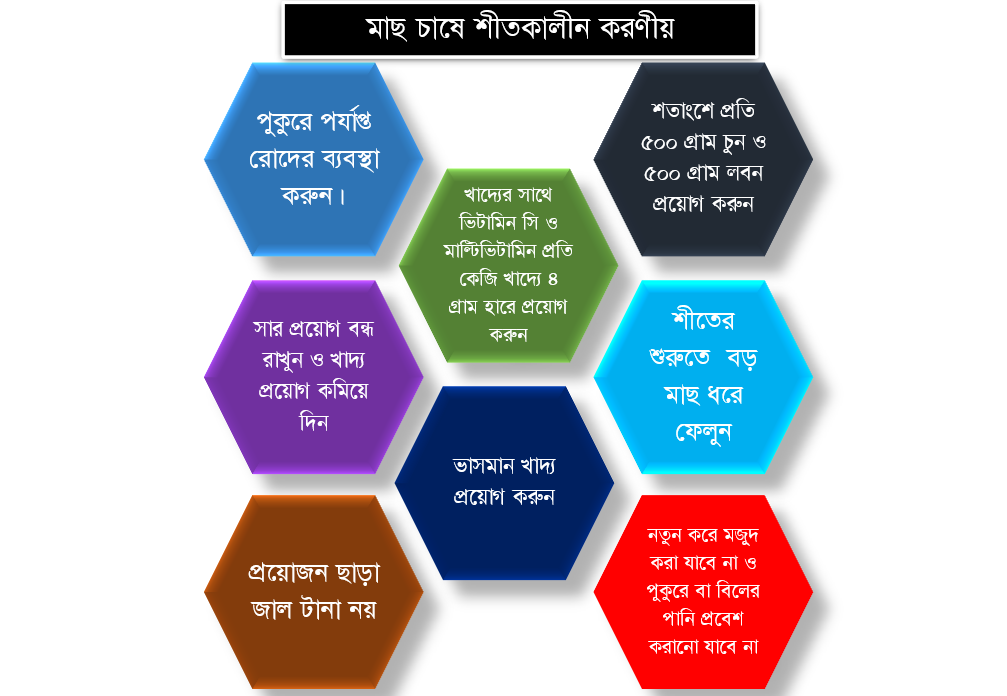 মাছ চাষে শীতকালীন করণীয়
পুকুরে পর্যাপ্ত
রোদের ব্যবস্থা
করুন।
শতাংশে প্রতি
৫০০ গ্রাম চুন ও
৫০০ গ্রাম লবন
প্রয়োগ করুন
খাদ্যের সাথে
ভিটামিন সি ও
মাল্টিভিটামিন প্রতি
কেজি খাদ্যে ৪
গ্রাম হারে প্রয়োগ
করুন
সার প্রয়োগ বন্ধ
রাখুন ও খাদ্য
প্রয়োগ কমিয়ে
দিন
শীতের
শুরুতে বড়
মাছ ধরে
ফেলুন
ভাসমান খাদ্য
প্রয়োগ করুন
প্রয়োজন ছাড়া
জাল টানা নয়
নতুন করে মজুদ
করা যাবে না ও
পুকুরে বা বিলের
পানি প্রবেশ
করানো যাবে না